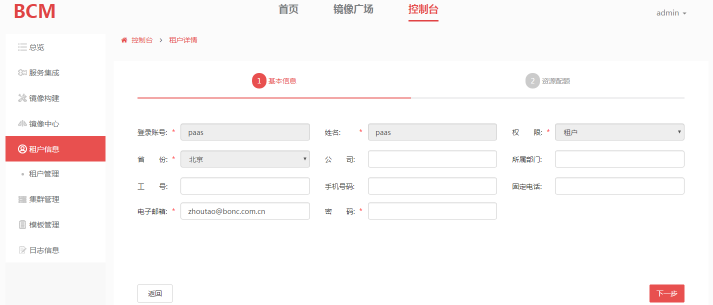 BCM 首页 镜像广场 控制台 admin
控制台 > 租户详情
总览
服务集成
镜像构建
镜像中心
租户信息
租户管理
集群管理
模板管理
日志信息
1 基本信息 2 资源配额
登录账号: * paas 姓名: * paas 权 限: * 租户
省 份: * 北京 公 司: 所属部门:
工 号: 手机号码: 固定电话:
电子邮箱: * zhoutao@bonc.com.cn 密 码: *
返回 下一步